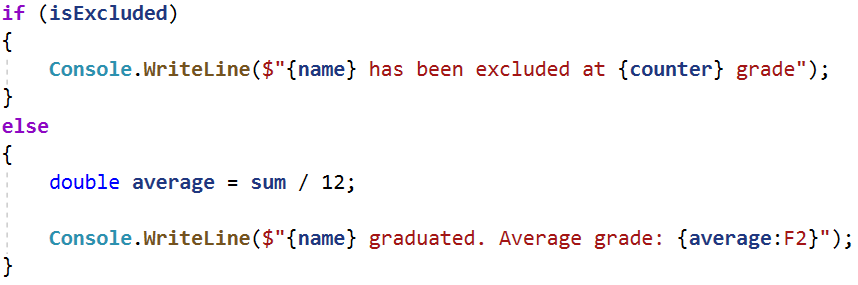 if (isExcluded)
{
    Console.WriteLine($"{name} has been excluded at {counter} grade");
}
else
{
    double average = sum / 12;
    Console.WriteLine($"{name} graduated. Average grade: {average:F2}");
}